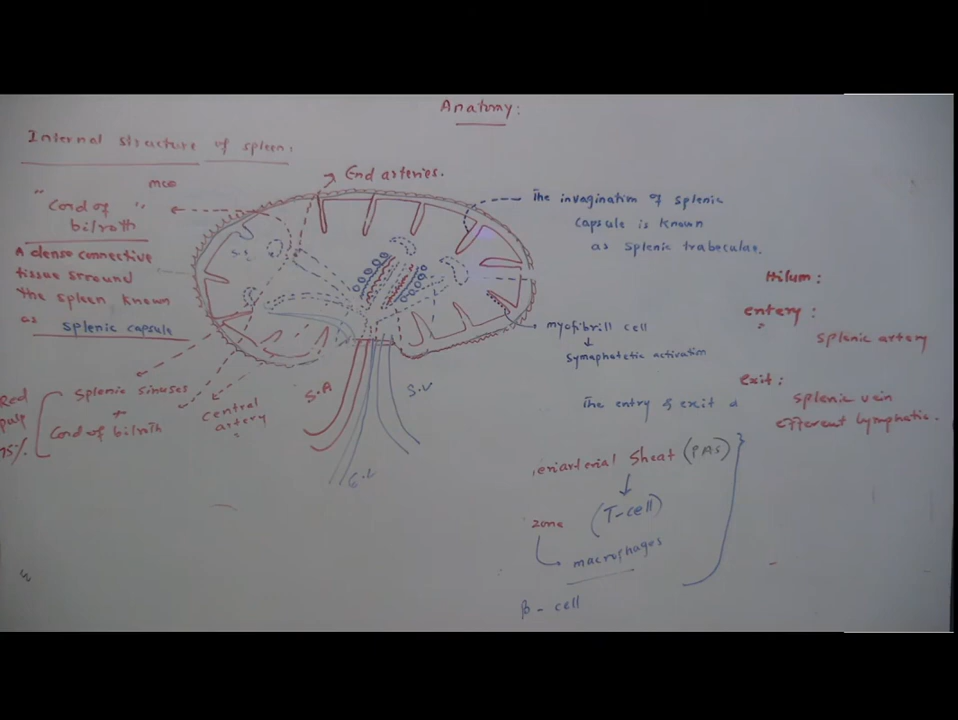 Anatomy:
Internal structure of spleen:
"Cord of
bilroth"
A dense connective
tissue srround
the spleen known
as splenic capsule
End arteries.
The invagination of splenic
capsule is known
as splenic trabeculae.
Hilum:
entery:
splenic artery
exit:
splenic vein
efferent lymphatic.
myofibrill cell
symaphatetic activation
The entry & exit a
Red
pulp
75%.
Splenic sinuses
+
Cord of bilroth
central
artery
S.A
S.V
eriarterial Sheat (PAS)
(T-cell)
zone
macrophages
β - cell